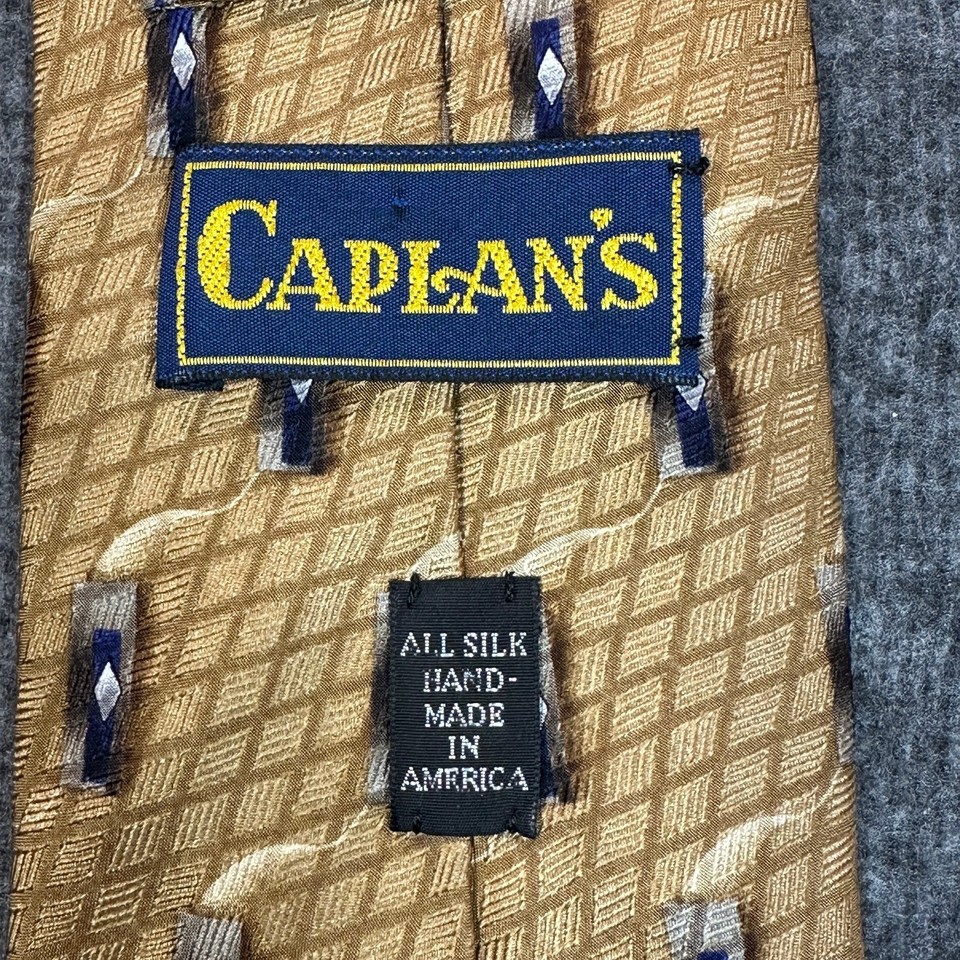 CAPLAN'S
ALL SILK
HAND-
MADE
IN
AMERICA